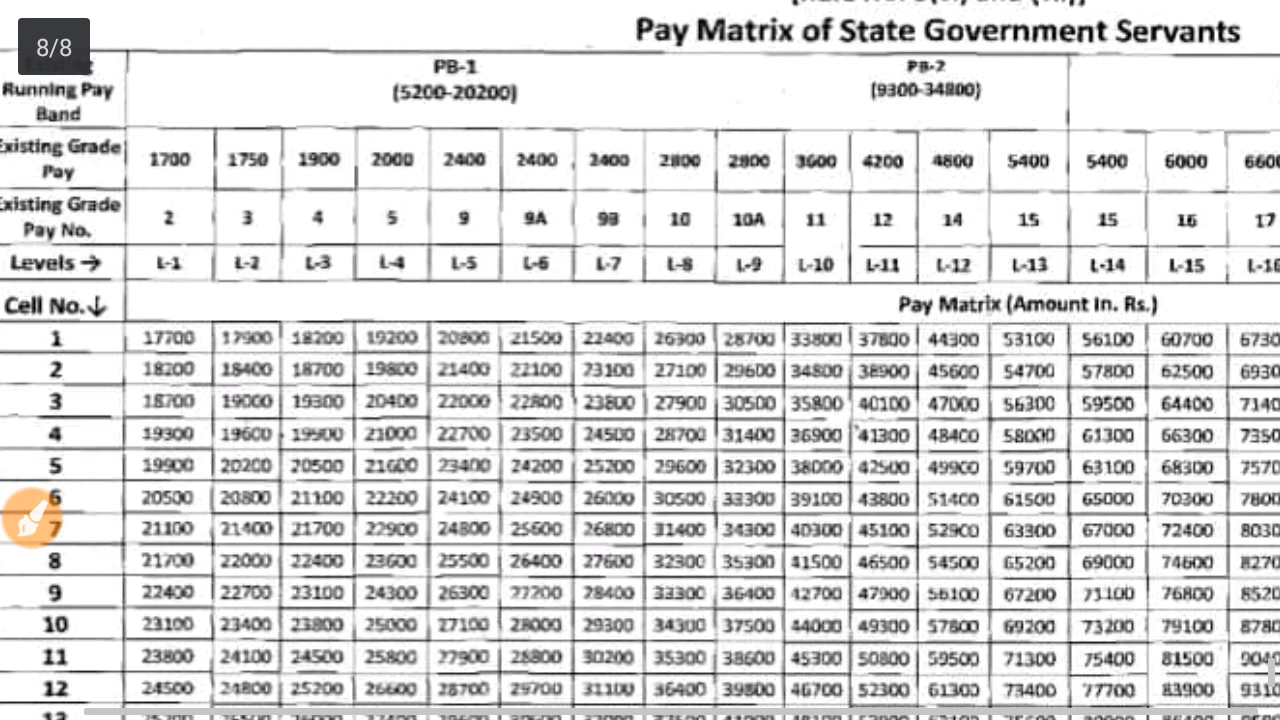 8/8
Pay Matrix of State Government Servants
Running Pay Band PB-1 (5200-20200) PB-2 (9300-34800)
Existing Grade Pay 1700 1750 1900 2000 2400 2400 2400 2800 2800 3600 4200 4800 5400 5400 6000
Existing Grade Pay No. 2 3 4 5 9 9A 9B 10 10A 11 12 14 15 15 16 17
Levels → L-1 L-2 L-3 L-4 L-5 L-6 L-7 L-8 L-9 L-10 L-11 L-12 L-13 L-14 L-15
Cell No.↓ Pay Matrix (Amount In. Rs.)
1 17700 17900 18200 19200 20800 21500 22400 26300 28700 33800 37800 44300 53100 56100 60700
2 18200 18400 18700 19800 21400 22100 23100 27100 29600 34800 38900 45600 54700 57800 62500
3 18700 19000 19300 20400 22000 22800 23800 27900 30500 35800 40100 47000 56300 59500 64400
4 19300 19600 19900 21000 22700 23500 24500 28700 31400 36900 41300 48400 58000 61300 66300
5 19900 20200 20500 21600 23400 24200 25200 29600 32300 38000 42500 49900 59700 63100 68300
6 20500 20800 21100 22200 24100 24900 26000 30500 33300 39100 43800 51400 61500 65000 70300
7 21100 21400 21700 22900 24800 25600 26800 31400 34300 40300 45100 52900 63300 67000 72400
8 21700 22000 22400 23600 25500 26400 27600 32300 35300 41500 46500 54500 65200 69000 74600
9 22400 22700 23100 24300 26300 27200 28400 33300 36400 42700 47900 56100 67200 71100 76800
10 23100 23400 23800 25000 27100 28000 29300 34300 37500 44000 49300 57800 69200 73200 79100
11 23800 24100 24500 25800 27900 28800 30200 35300 38600 45300 50800 59500 71300 75400 81500
12 24500 24800 25200 26600 28700 29700 31100 36400 39800 46700 52300 61300 73400 77700 83900